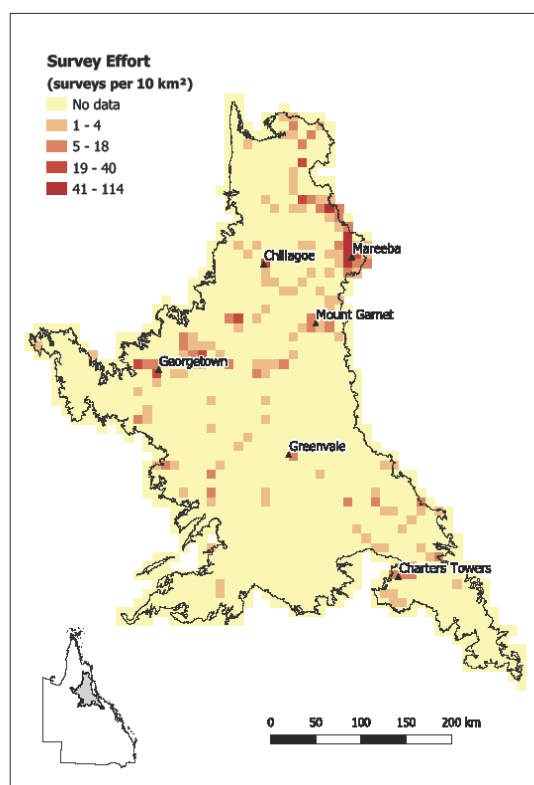 Survey Effort
(surveys per 10 km²)
No data
1 - 4
5 - 18
19 - 40
41 - 114
Chillagoe
Mareeba
Mount Garnet
Georgetown
Greenvale
Charters Towers
0 50 100 150 200 km